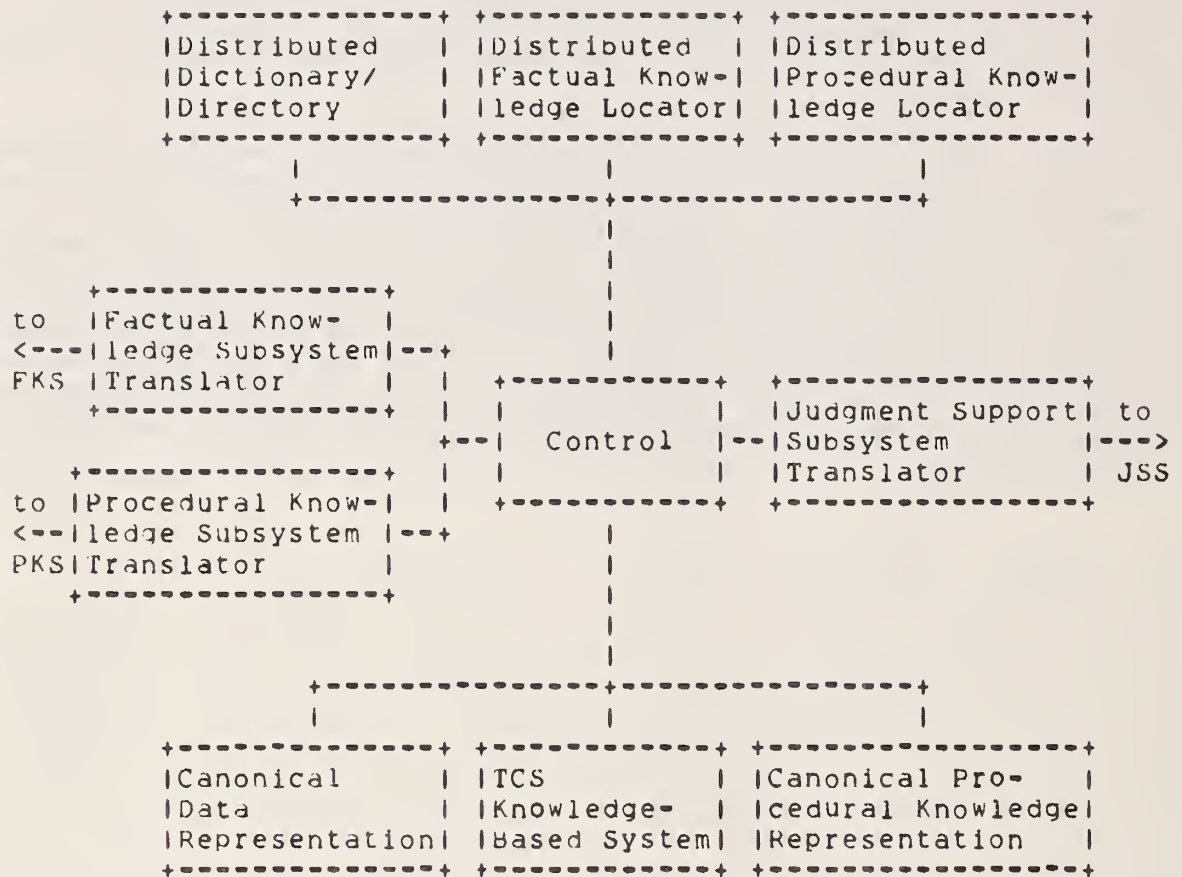 Distributed Dictionary/ Directory
Distributed Factual Know-ledge Locator
Distributed Procedural Know-ledge Locator
to FKS
Factual Know-ledge Subsystem Translator
Control
Judgment Support Subsystem Translator
to JSS
to PKS
Procedural Know-ledge Subsystem Translator
Canonical Data Representation
TCS Knowledge-Based System
Canonical Pro-cedural Knowledge Representation